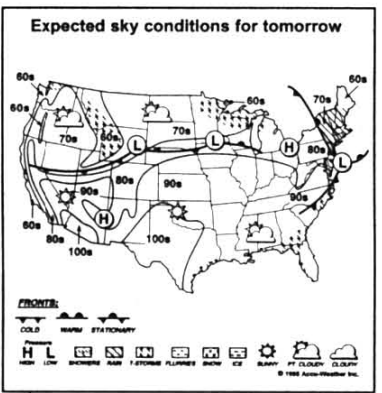 Expected sky conditions for tomorrow
60s
60s
60s
60s
70s
70s
60s
70s
L
L
H
80s
L
80s
90s
90s
90s
H
60s
80s
100s
100s
FRONTS:
COLD WARM STATIONARY
Pressure
H L
HIGH LOW SHOWERS RAIN T-STORMS FLURRIES SNOW ICE SUNNY PT CLOUDY CLOUDY
© 1995 Accu-Weather Inc.